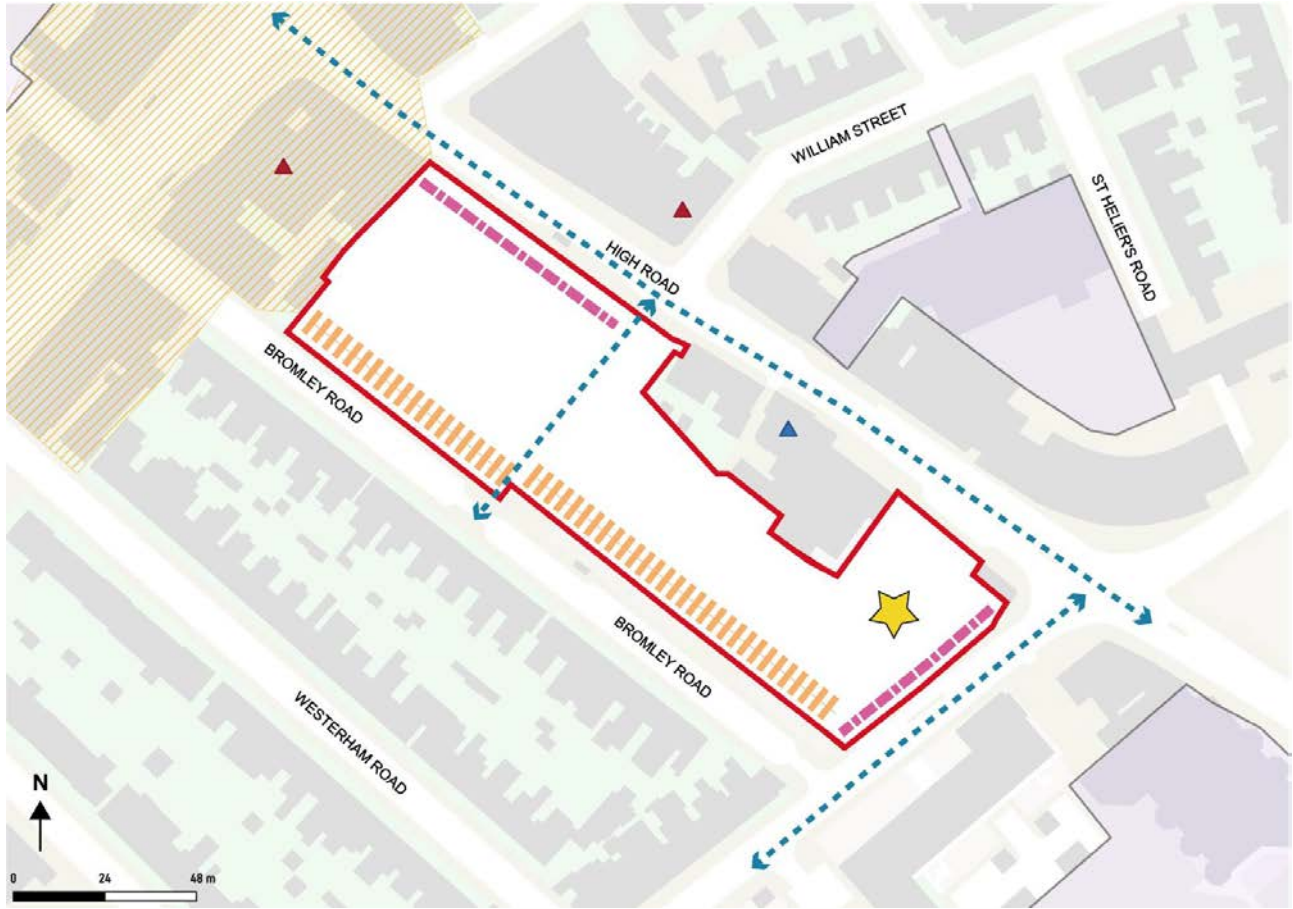 WILLIAM STREET
ST HELIER'S ROAD
HIGH ROAD
BROMLEY ROAD
BROMLEY ROAD
WESTERHAM ROAD
N
0 24 48 m